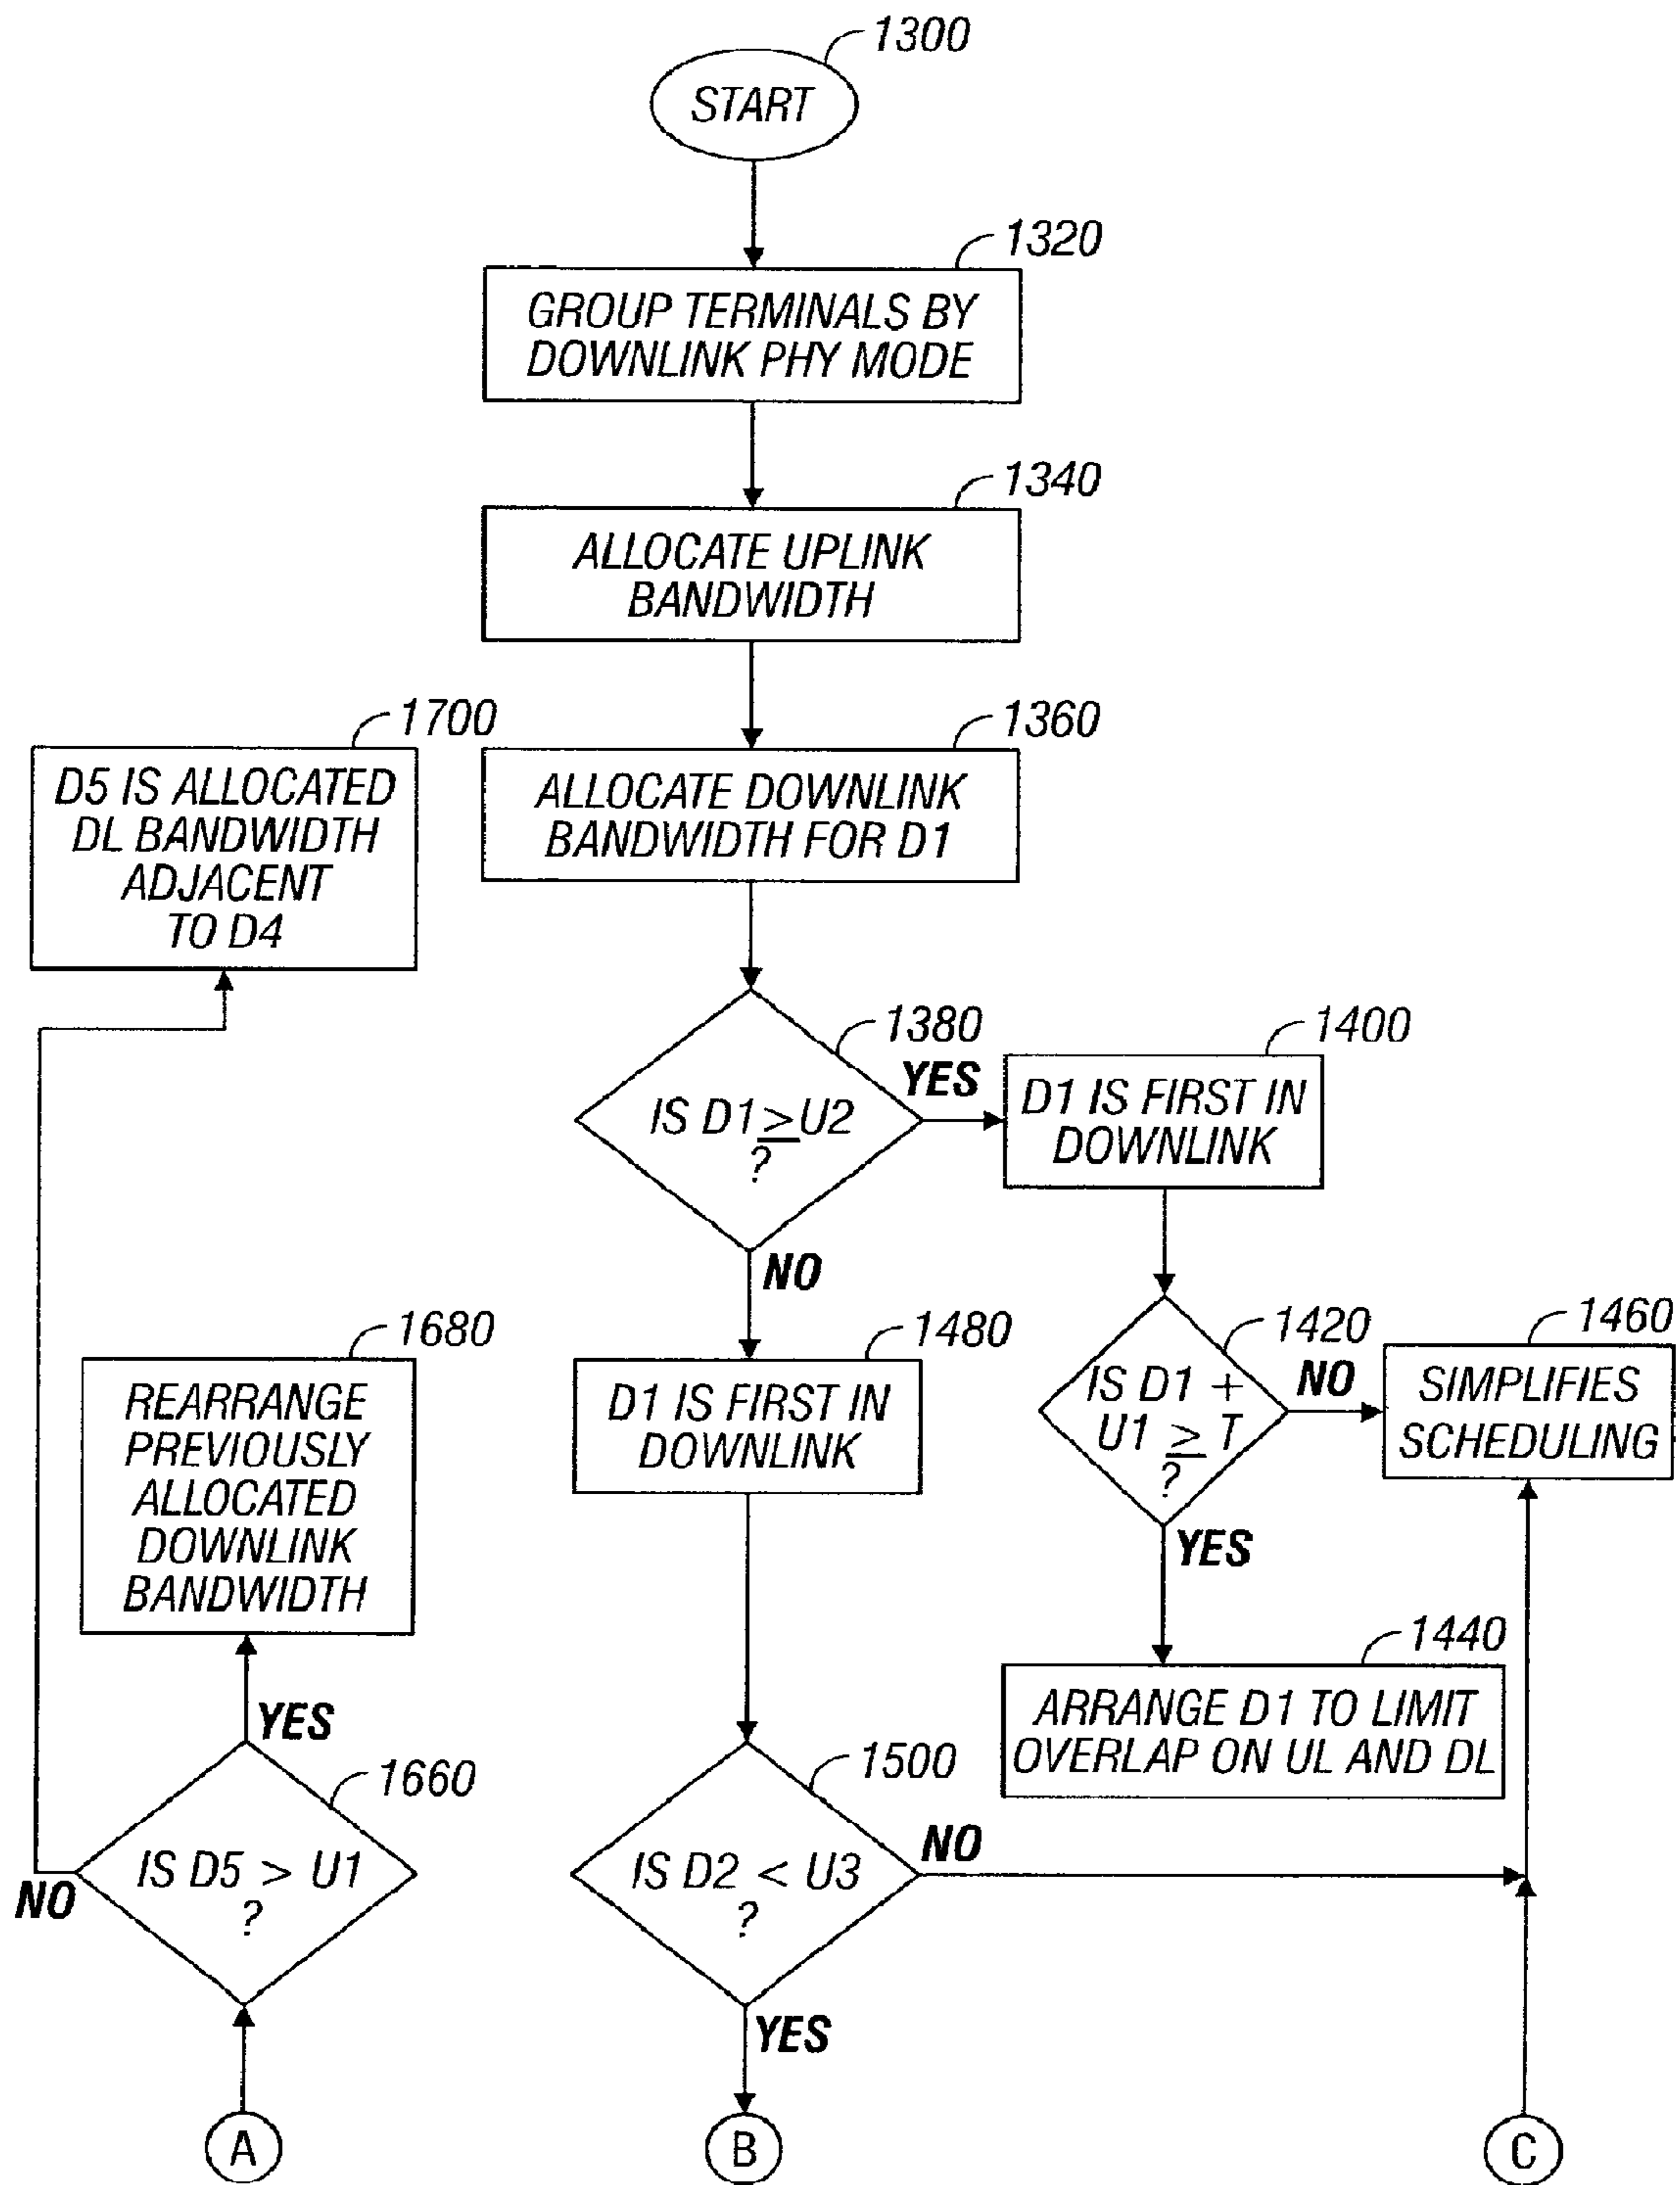 1300
START
1320
GROUP TERMINALS BY
DOWNLINK PHY MODE
1340
ALLOCATE UPLINK
BANDWIDTH
1700
D5 IS ALLOCATED
DL BANDWIDTH
ADJACENT
TO D4
1360
ALLOCATE DOWNLINK
BANDWIDTH FOR D1
1380
IS D1 ≥ U2
?
YES
NO
1400
D1 IS FIRST IN
DOWNLINK
1680
REARRANGE
PREVIOUSLY
ALLOCATED
DOWNLINK
BANDWIDTH
1480
D1 IS FIRST IN
DOWNLINK
1420
IS D1 +
U1 ≥ T
?
NO
YES
1460
SIMPLIFIES
SCHEDULING
1440
ARRANGE D1 TO LIMIT
OVERLAP ON UL AND DL
YES
1660
IS D5 > U1
?
NO
1500
IS D2 < U3
?
NO
YES
A
B
C